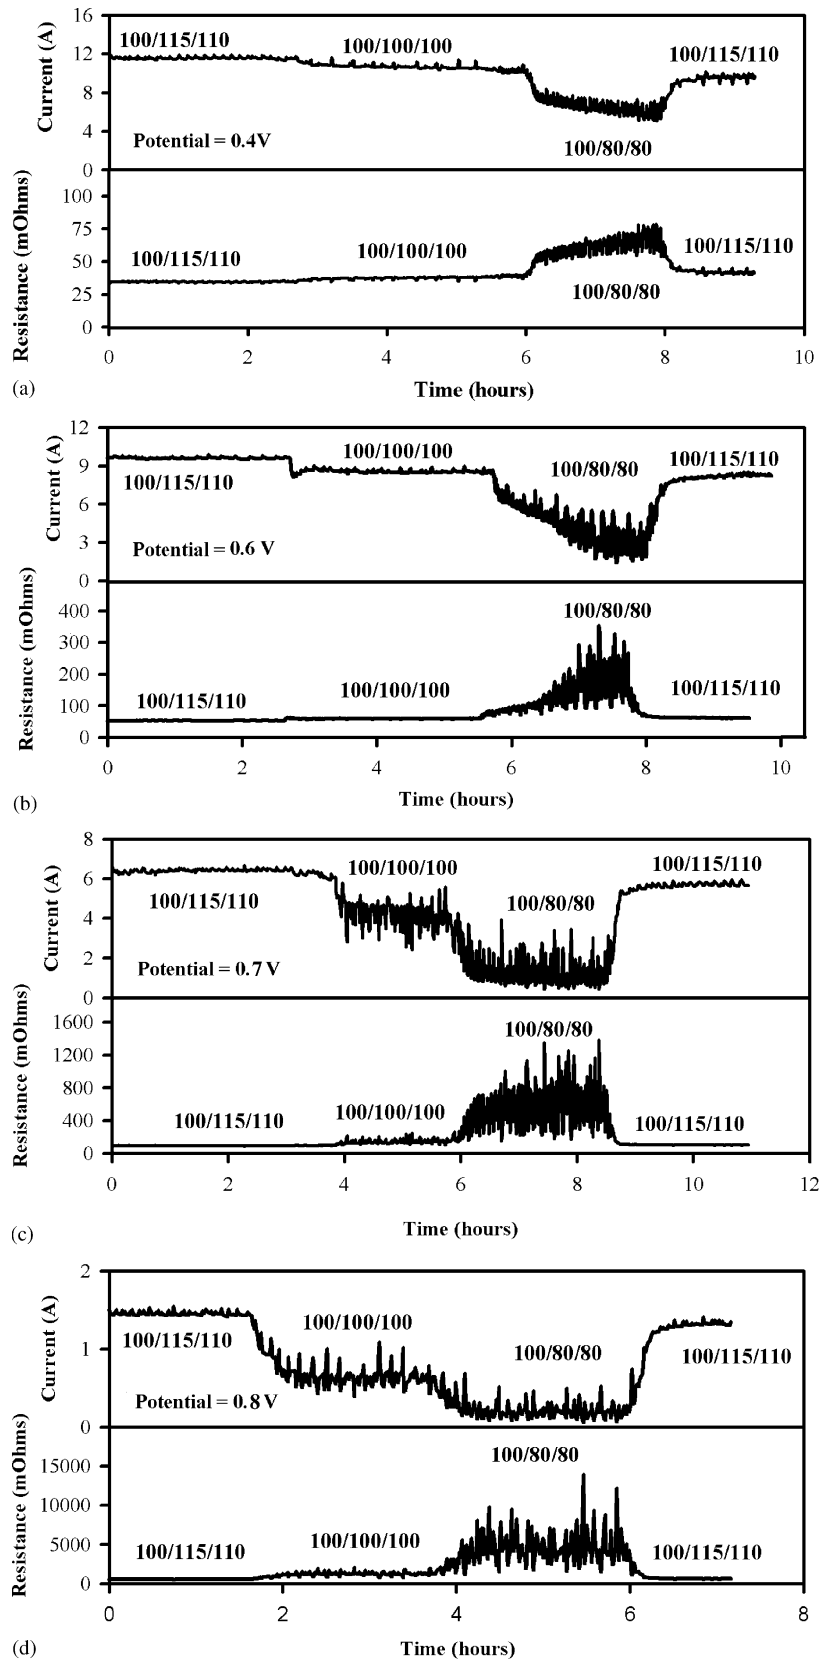 16
12
8
4
0
Current (A)
100/115/110
100/100/100
100/115/110
Potential = 0.4V
100/80/80
100
75
50
25
0
Resistance (mOhms)
100/115/110
100/100/100
100/115/110
100/80/80
0 2 4 6 8 10
Time (hours)
(a)
12
9
6
3
0
Current (A)
100/115/110
100/100/100
100/80/80
100/115/110
Potential = 0.6 V
400
300
200
100
0
Resistance (mOhms)
100/80/80
100/115/110
100/100/100
100/115/110
0 2 4 6 8 10
Time (hours)
(b)
8
6
4
2
0
Current (A)
100/115/110
100/100/100
100/80/80
100/115/110
Potential = 0.7 V
1600
1200
800
400
0
Resistance (mOhms)
100/80/80
100/115/110
100/100/100
100/115/110
0 2 4 6 8 10 12
Time (hours)
(c)
2
1
0
Current (A)
100/115/110
100/100/100
100/80/80
100/115/110
Potential = 0.8 V
15000
10000
5000
0
Resistance (mOhms)
100/80/80
100/115/110
100/100/100
100/115/110
0 2 4 6 8
Time (hours)
(d)